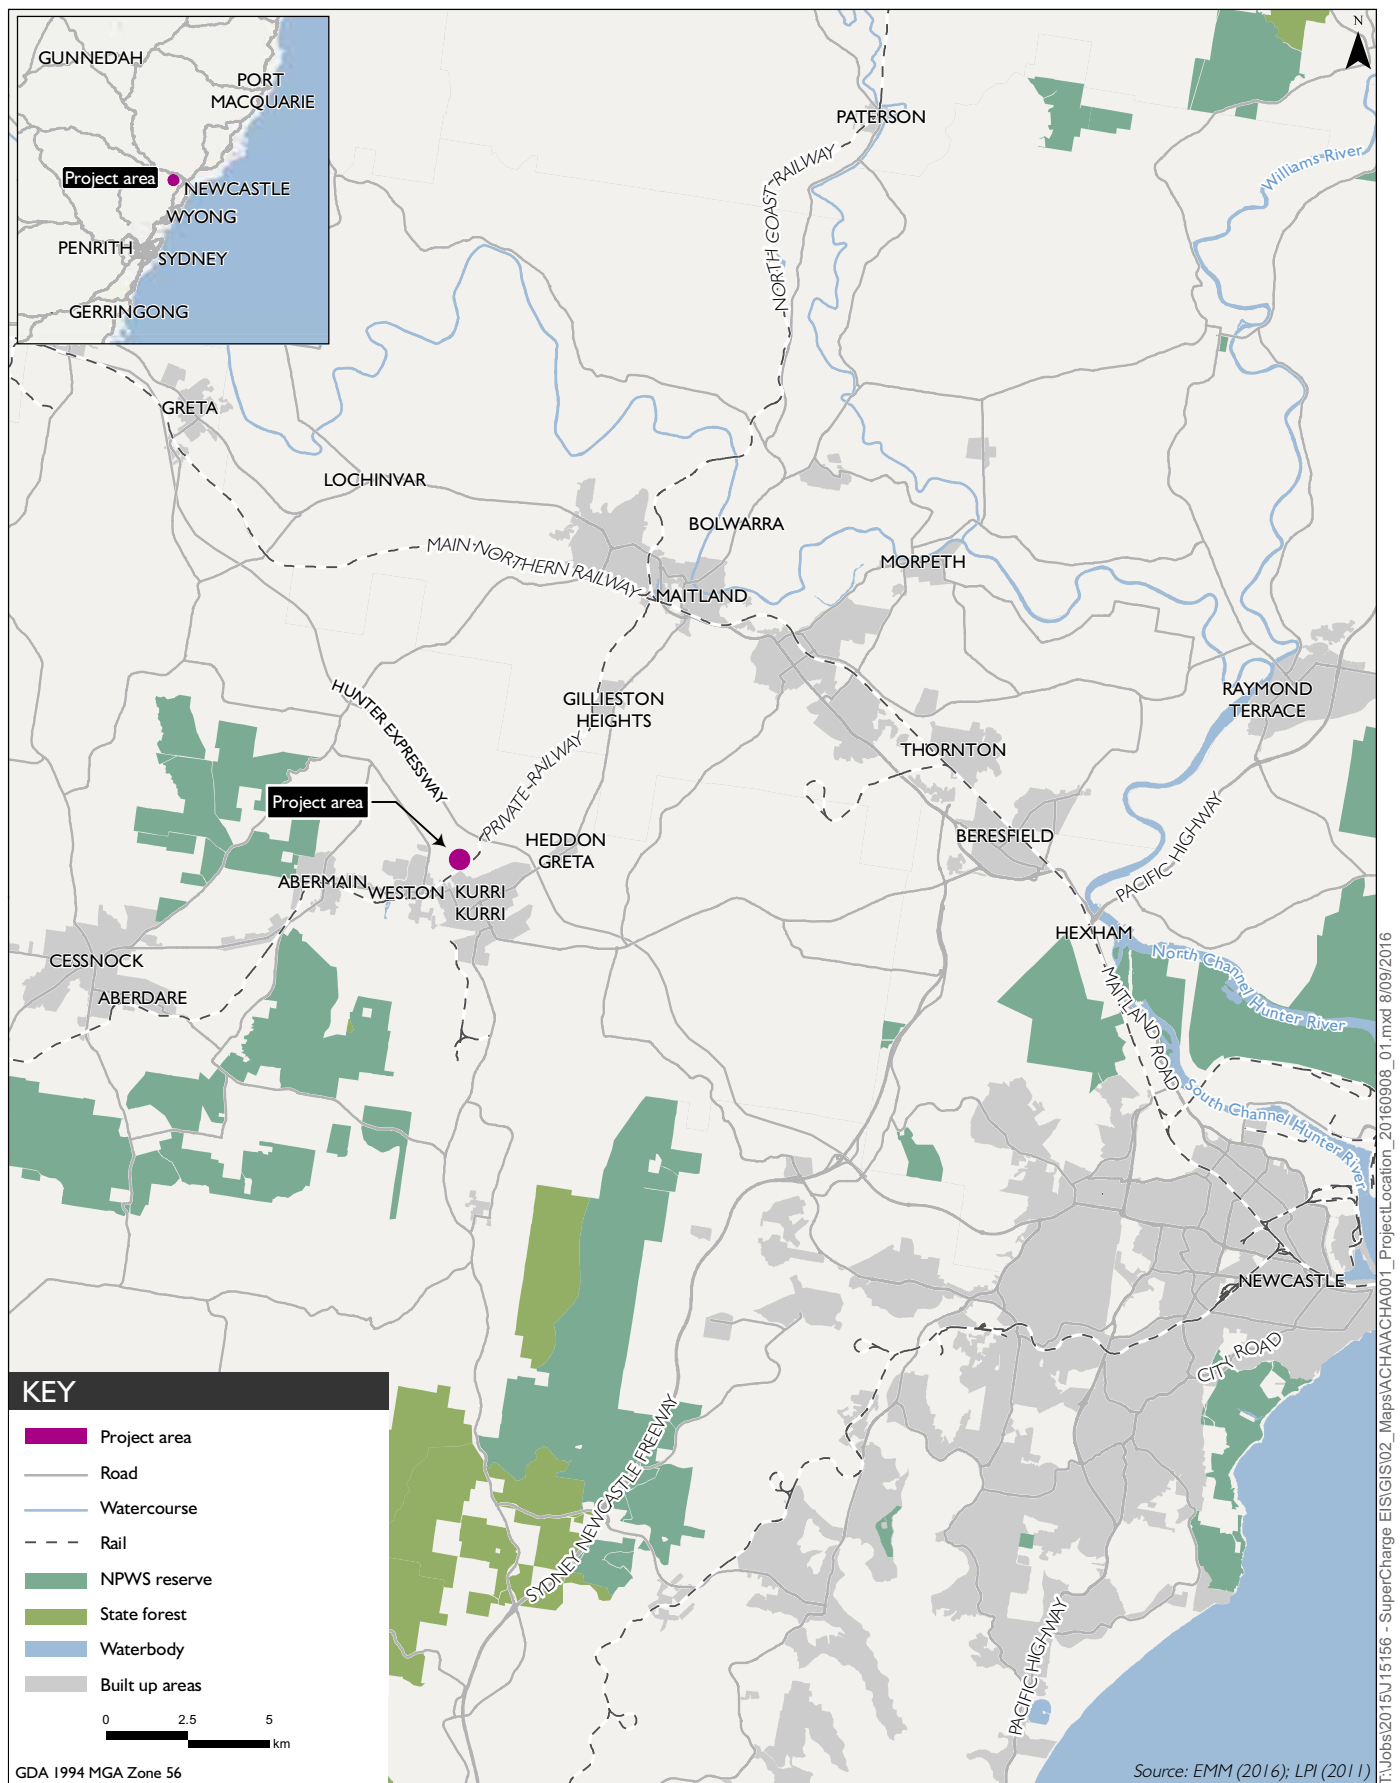 GUNNEDAH
PORT
MACQUARIE
Project area
NEWCASTLE
WYONG
PENRITH
SYDNEY
GERRINGONG
N
PATERSON
NORTH COAST RAILWAY
Williams River
GRETA
LOCHINVAR
BOLWARRA
MAIN NORTHERN RAILWAY
MORPETH
MAITLAND
HUNTER EXPRESSWAY
GILLIESTON
HEIGHTS
RAYMOND
TERRACE
THORNTON
PRIVATE RAILWAY
Project area
HEDDON
GRETA
BERESFIELD
PACIFIC HIGHWAY
ABERMAIN
WESTON
KURRI
KURRI
HEXHAM
CESSNOCK
ABERDARE
North Channel Hunter River
MAITLAND ROAD
South Channel Hunter River
NEWCASTLE
CITY ROAD
SYDNEY NEWCASTLE FREEWAY
PACIFIC HIGHWAY
KEY
Project area
Road
Watercourse
Rail
NPWS reserve
State forest
Waterbody
Built up areas
0 2.5 5
km
GDA 1994 MGA Zone 56
Source: EMM (2016); LPI (2011)
T:\Jobs\2015\J15156 - SuperCharge EIS\GIS\02_Maps\ACHA\ACHA001_ProjectLocation_20160908_01.mxd 8/09/2016